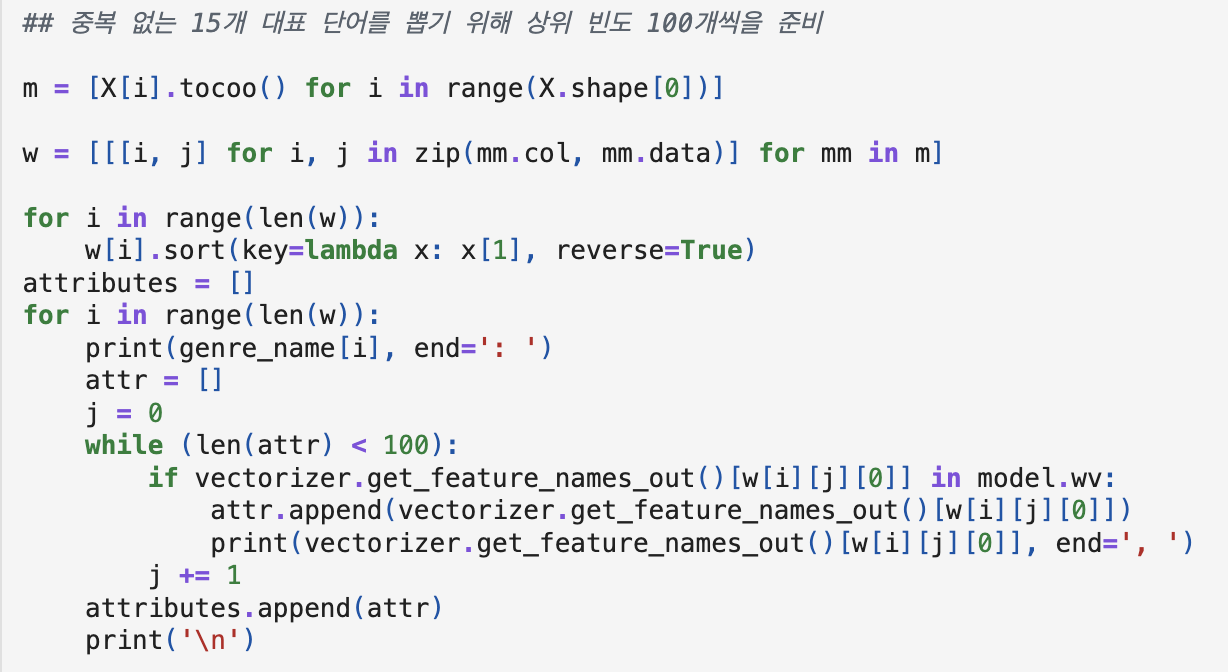 ## 중복 없는 15개 대표 단어를 뽑기 위해 상위 빈도 100개씩을 준비

m = [X[i].tocoo() for i in range(X.shape[0])]

w = [[[i, j] for i, j in zip(mm.col, mm.data)] for mm in m]

for i in range(len(w)):
    w[i].sort(key=lambda x: x[1], reverse=True)
attributes = []
for i in range(len(w)):
    print(genre_name[i], end=': ')
    attr = []
    j = 0
    while (len(attr) < 100):
        if vectorizer.get_feature_names_out()[w[i][j][0]] in model.wv:
            attr.append(vectorizer.get_feature_names_out()[w[i][j][0]])
            print(vectorizer.get_feature_names_out()[w[i][j][0]], end=', ')
        j += 1
    attributes.append(attr)
    print('\n')